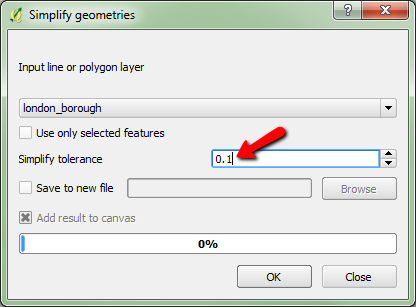 Simplify geometries
Input line or polygon layer
london_borough
Use only selected features
Simplify tolerance 0.1
Save to new file Browse
Add result to canvas
0%
OK Close